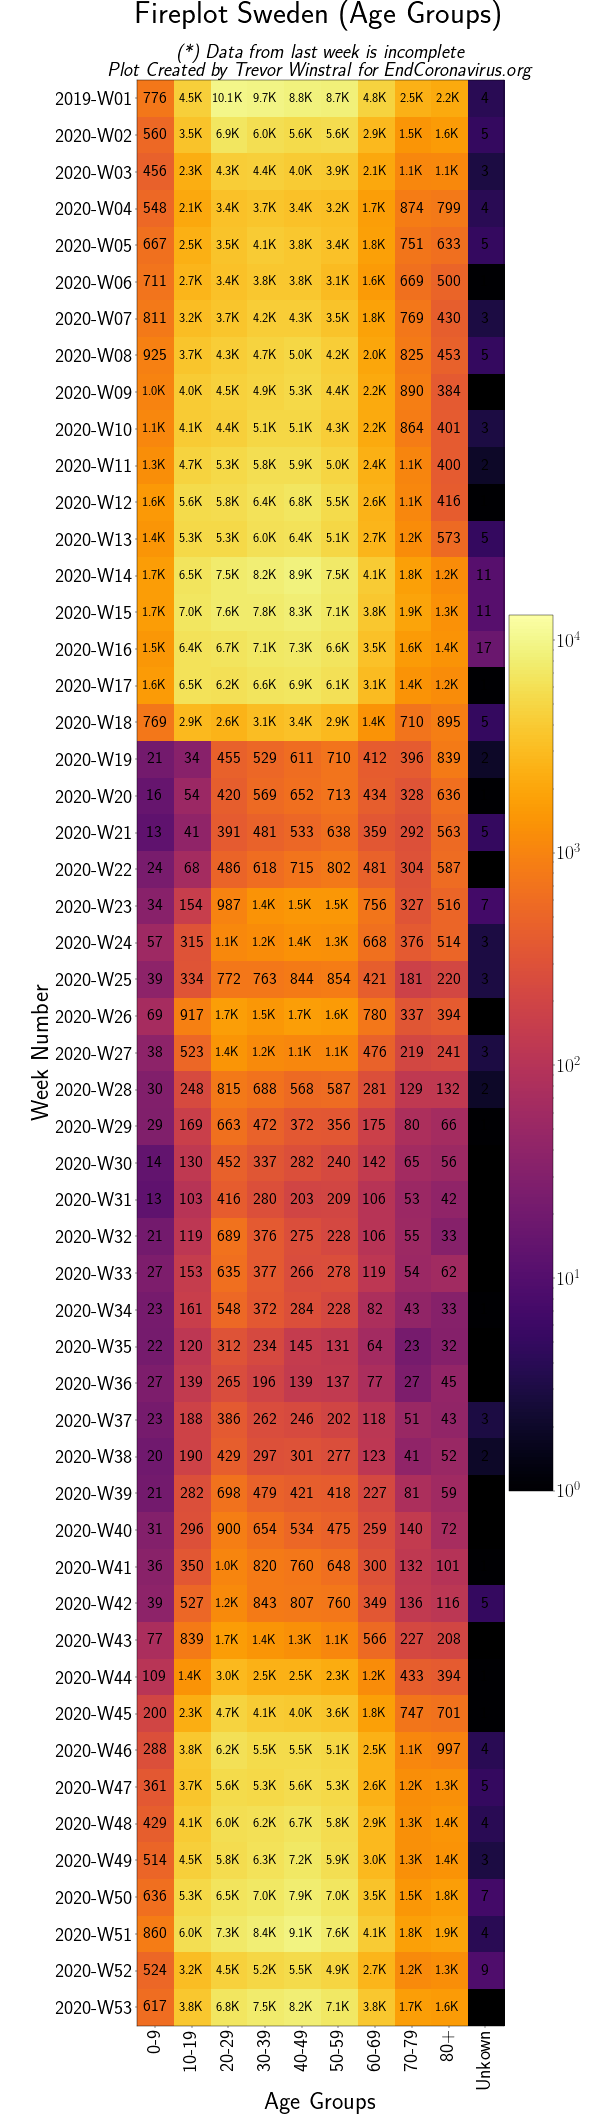 Fireplot Sweden (Age Groups)
(*) Data from last week is incomplete
Plot Created by Trevor Winstral for EndCoronavirus.org
2019-W01 776 4.5K 10.1K 9.7K 8.8K 8.7K 4.8K 2.5K 2.2K 4
2020-W02 560 3.5K 6.9K 6.0K 5.6K 5.6K 2.9K 1.5K 1.6K 5
2020-W03 456 2.3K 4.3K 4.4K 4.0K 3.9K 2.1K 1.1K 1.1K 3
2020-W04 548 2.1K 3.4K 3.7K 3.4K 3.2K 1.7K 874 799 4
2020-W05 667 2.5K 3.5K 4.1K 3.8K 3.4K 1.8K 751 633 5
2020-W06 711 2.7K 3.4K 3.8K 3.8K 3.1K 1.6K 669 500
2020-W07 811 3.2K 3.7K 4.2K 4.3K 3.5K 1.8K 769 430 3
2020-W08 925 3.7K 4.3K 4.7K 5.0K 4.2K 2.0K 825 453 5
2020-W09 1.0K 4.0K 4.5K 4.9K 5.3K 4.4K 2.2K 890 384
2020-W10 1.1K 4.1K 4.4K 5.1K 5.1K 4.3K 2.2K 864 401 3
2020-W11 1.3K 4.7K 5.3K 5.8K 5.9K 5.0K 2.4K 1.1K 400 2
2020-W12 1.6K 5.6K 5.8K 6.4K 6.8K 5.5K 2.6K 1.1K 416
2020-W13 1.4K 5.3K 5.3K 6.0K 6.4K 5.1K 2.7K 1.2K 573 5
2020-W14 1.7K 6.5K 7.5K 8.2K 8.9K 7.5K 4.1K 1.8K 1.2K 11
2020-W15 1.7K 7.0K 7.6K 7.8K 8.3K 7.1K 3.8K 1.9K 1.3K 11
2020-W16 1.5K 6.4K 6.7K 7.1K 7.3K 6.6K 3.5K 1.6K 1.4K 17
2020-W17 1.6K 6.5K 6.2K 6.6K 6.9K 6.1K 3.1K 1.4K 1.2K
2020-W18 769 2.9K 2.6K 3.1K 3.4K 2.9K 1.4K 710 895 5
2020-W19 21 34 455 529 611 710 412 396 839 2
2020-W20 16 54 420 569 652 713 434 328 636
2020-W21 13 41 391 481 533 638 359 292 563 5
2020-W22 24 68 486 618 715 802 481 304 587
2020-W23 34 154 987 1.4K 1.5K 1.5K 756 327 516 7
2020-W24 57 315 1.1K 1.2K 1.4K 1.3K 668 376 514 3
2020-W25 39 334 772 763 844 854 421 181 220 3
2020-W26 69 917 1.7K 1.5K 1.7K 1.6K 780 337 394
2020-W27 38 523 1.4K 1.2K 1.1K 1.1K 476 219 241 3
2020-W28 30 248 815 688 568 587 281 129 132 2
2020-W29 29 169 663 472 372 356 175 80 66
2020-W30 14 130 452 337 282 240 142 65 56
2020-W31 13 103 416 280 203 209 106 53 42
2020-W32 21 119 689 376 275 228 106 55 33
2020-W33 27 153 635 377 266 278 119 54 62
2020-W34 23 161 548 372 284 228 82 43 33
2020-W35 22 120 312 234 145 131 64 23 32
2020-W36 27 139 265 196 139 137 77 27 45
2020-W37 23 188 386 262 246 202 118 51 43 3
2020-W38 20 190 429 297 301 277 123 41 52 2
2020-W39 21 282 698 479 421 418 227 81 59
2020-W40 31 296 900 654 534 475 259 140 72
2020-W41 36 350 1.0K 820 760 648 300 132 101
2020-W42 39 527 1.2K 843 807 760 349 136 116 5
2020-W43 77 839 1.7K 1.4K 1.3K 1.1K 566 227 208
2020-W44 109 1.4K 3.0K 2.5K 2.5K 2.3K 1.2K 433 394
2020-W45 200 2.3K 4.7K 4.1K 4.0K 3.6K 1.8K 747 701
2020-W46 288 3.8K 6.2K 5.5K 5.5K 5.1K 2.5K 1.1K 997 4
2020-W47 361 3.7K 5.6K 5.3K 5.6K 5.3K 2.6K 1.2K 1.3K 5
2020-W48 429 4.1K 6.0K 6.2K 6.7K 5.8K 2.9K 1.3K 1.4K 4
2020-W49 514 4.5K 5.8K 6.3K 7.2K 5.9K 3.0K 1.3K 1.4K 3
2020-W50 636 5.3K 6.5K 7.0K 7.9K 7.0K 3.5K 1.5K 1.8K 7
2020-W51 860 6.0K 7.3K 8.4K 9.1K 7.6K 4.1K 1.8K 1.9K 4
2020-W52 524 3.2K 4.5K 5.2K 5.5K 4.9K 2.7K 1.2K 1.3K 9
2020-W53 617 3.8K 6.8K 7.5K 8.2K 7.1K 3.8K 1.7K 1.6K
0-9 10-19 20-29 30-39 40-49 50-59 60-69 70-79 80+ Unkown
Age Groups
Week Number
10⁴
10³
10²
10¹
10⁰